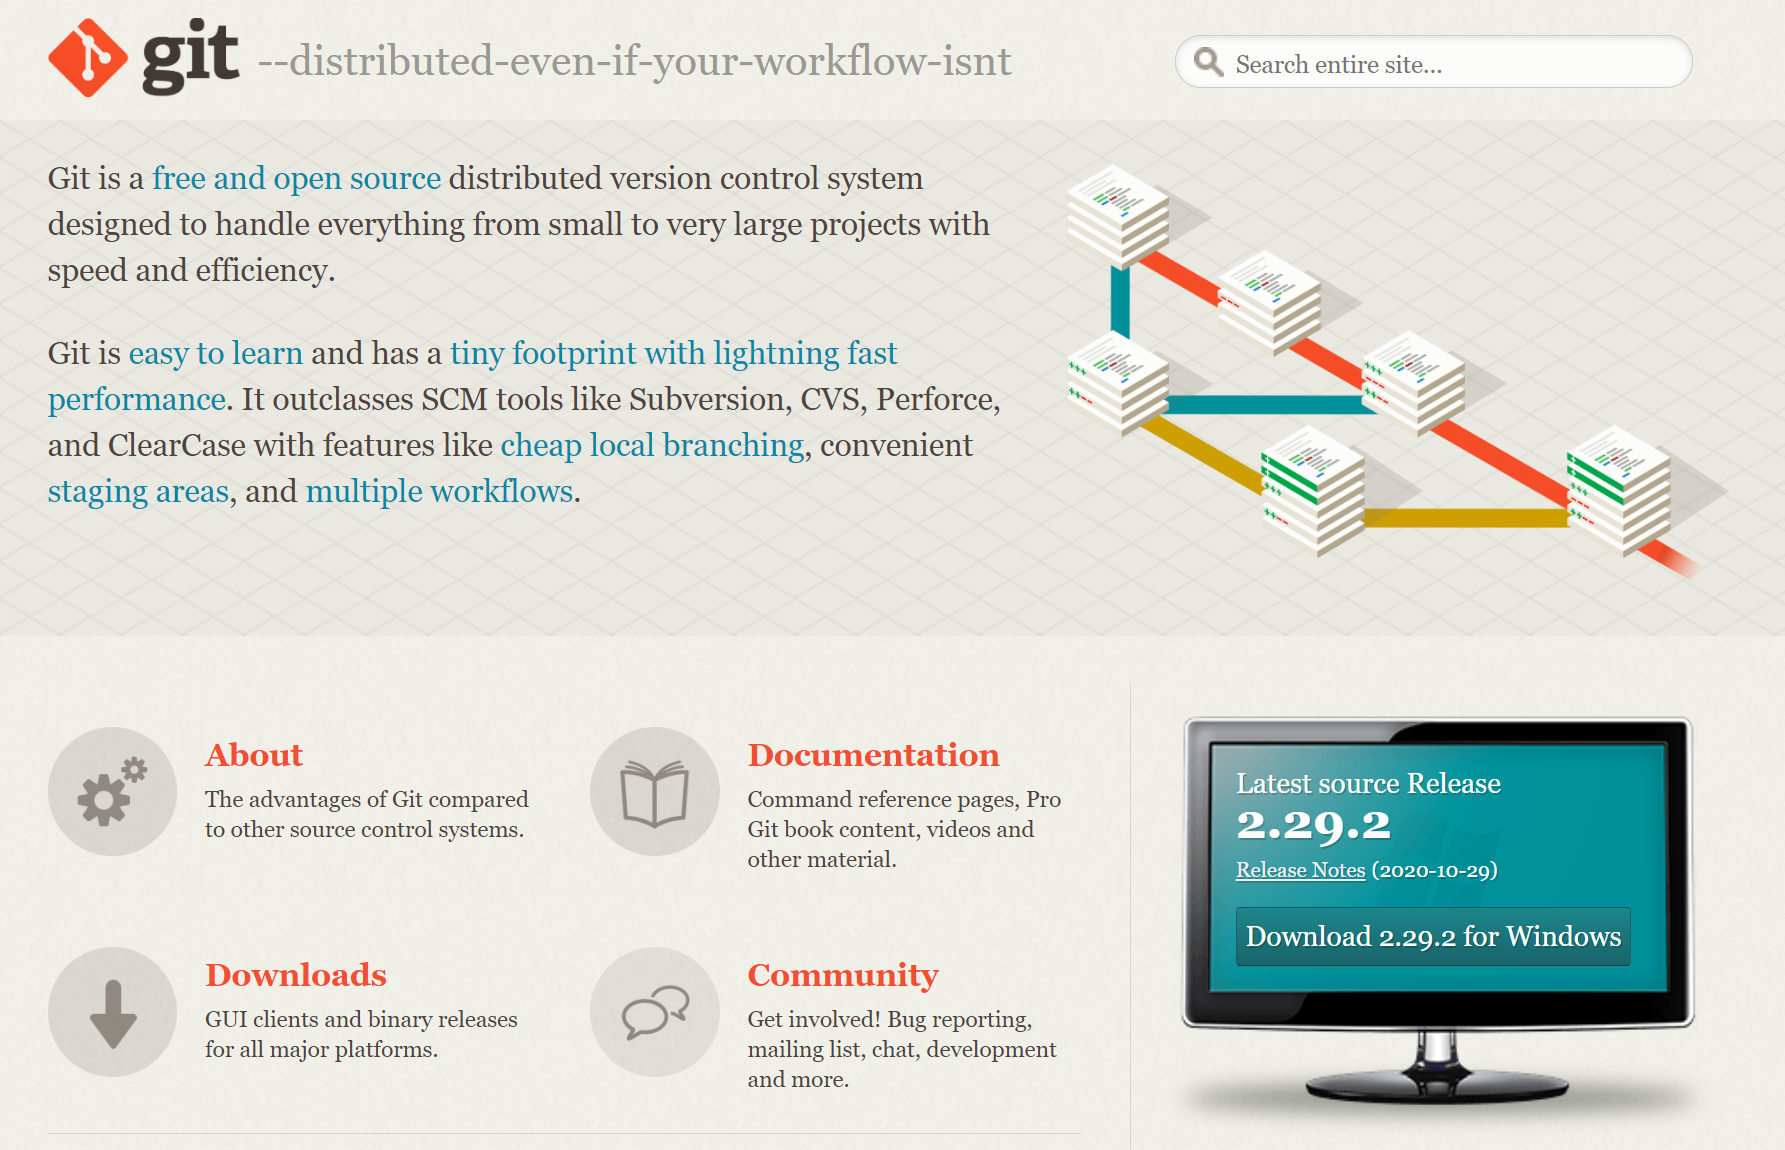 git --distributed-even-if-your-workflow-isnt
Search entire site...
Git is a free and open source distributed version control system
designed to handle everything from small to very large projects with
speed and efficiency.
Git is easy to learn and has a tiny footprint with lightning fast
performance. It outclasses SCM tools like Subversion, CVS, Perforce,
and ClearCase with features like cheap local branching, convenient
staging areas, and multiple workflows.
About
The advantages of Git compared
to other source control systems.
Documentation
Command reference pages, Pro
Git book content, videos and
other material.
Downloads
GUI clients and binary releases
for all major platforms.
Community
Get involved! Bug reporting,
mailing list, chat, development
and more.
Latest source Release
2.29.2
Release Notes (2020-10-29)
Download 2.29.2 for Windows